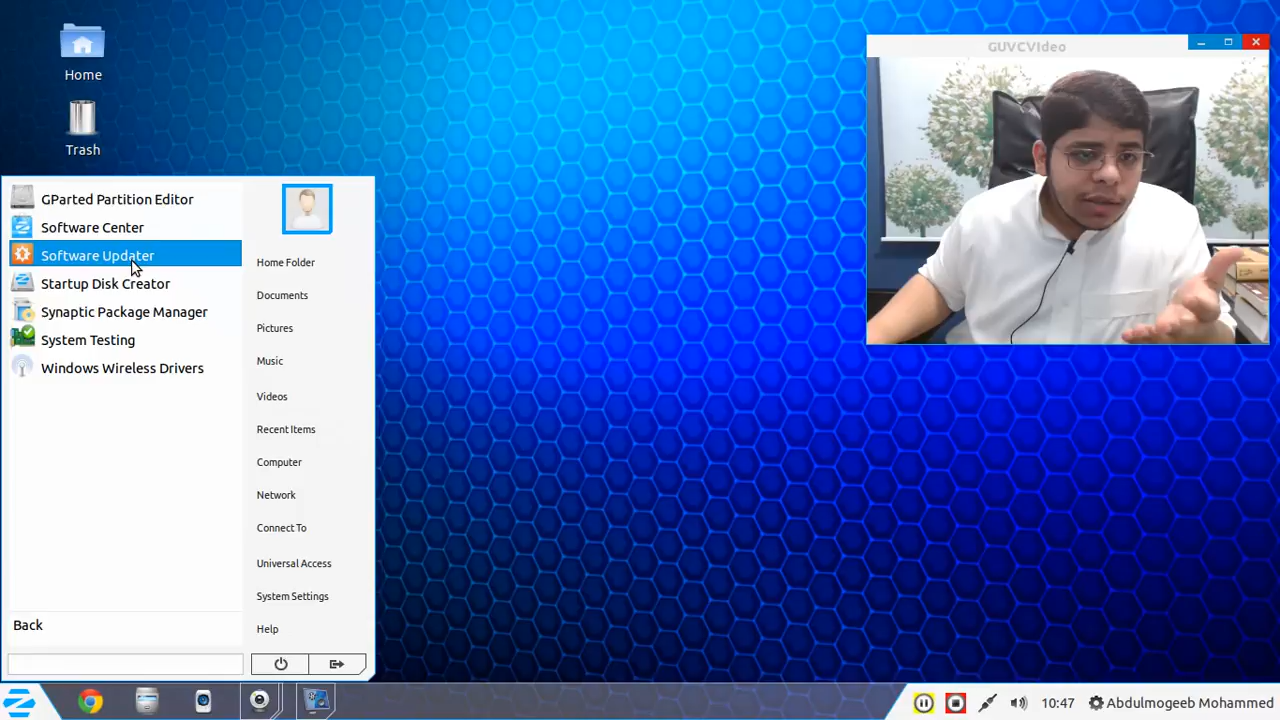 Home
Trash
GUVCVIdeo
GParted Partition Editor
Software Center
Software Updater
Startup Disk Creator
Synaptic Package Manager
System Testing
Windows Wireless Drivers
Back
Home Folder
Documents
Pictures
Music
Videos
Recent Items
Computer
Network
Connect To
Universal Access
System Settings
Help
10:47
Abdulmogeeb Mohammed